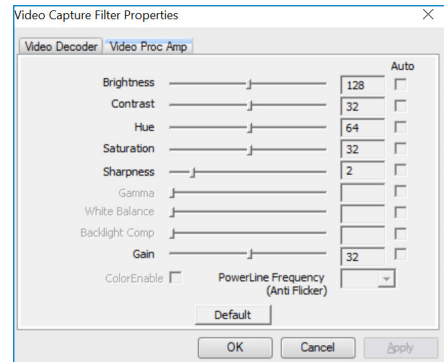 Video Capture Filter Properties
Video Decoder Video Proc Amp
Auto
Brightness 128
Contrast 32
Hue 64
Saturation 32
Sharpness 2
Gamma
White Balance
Backlight Comp
Gain 32
ColorEnable PowerLine Frequency
(Anti Flicker)
Default
OK Cancel Apply